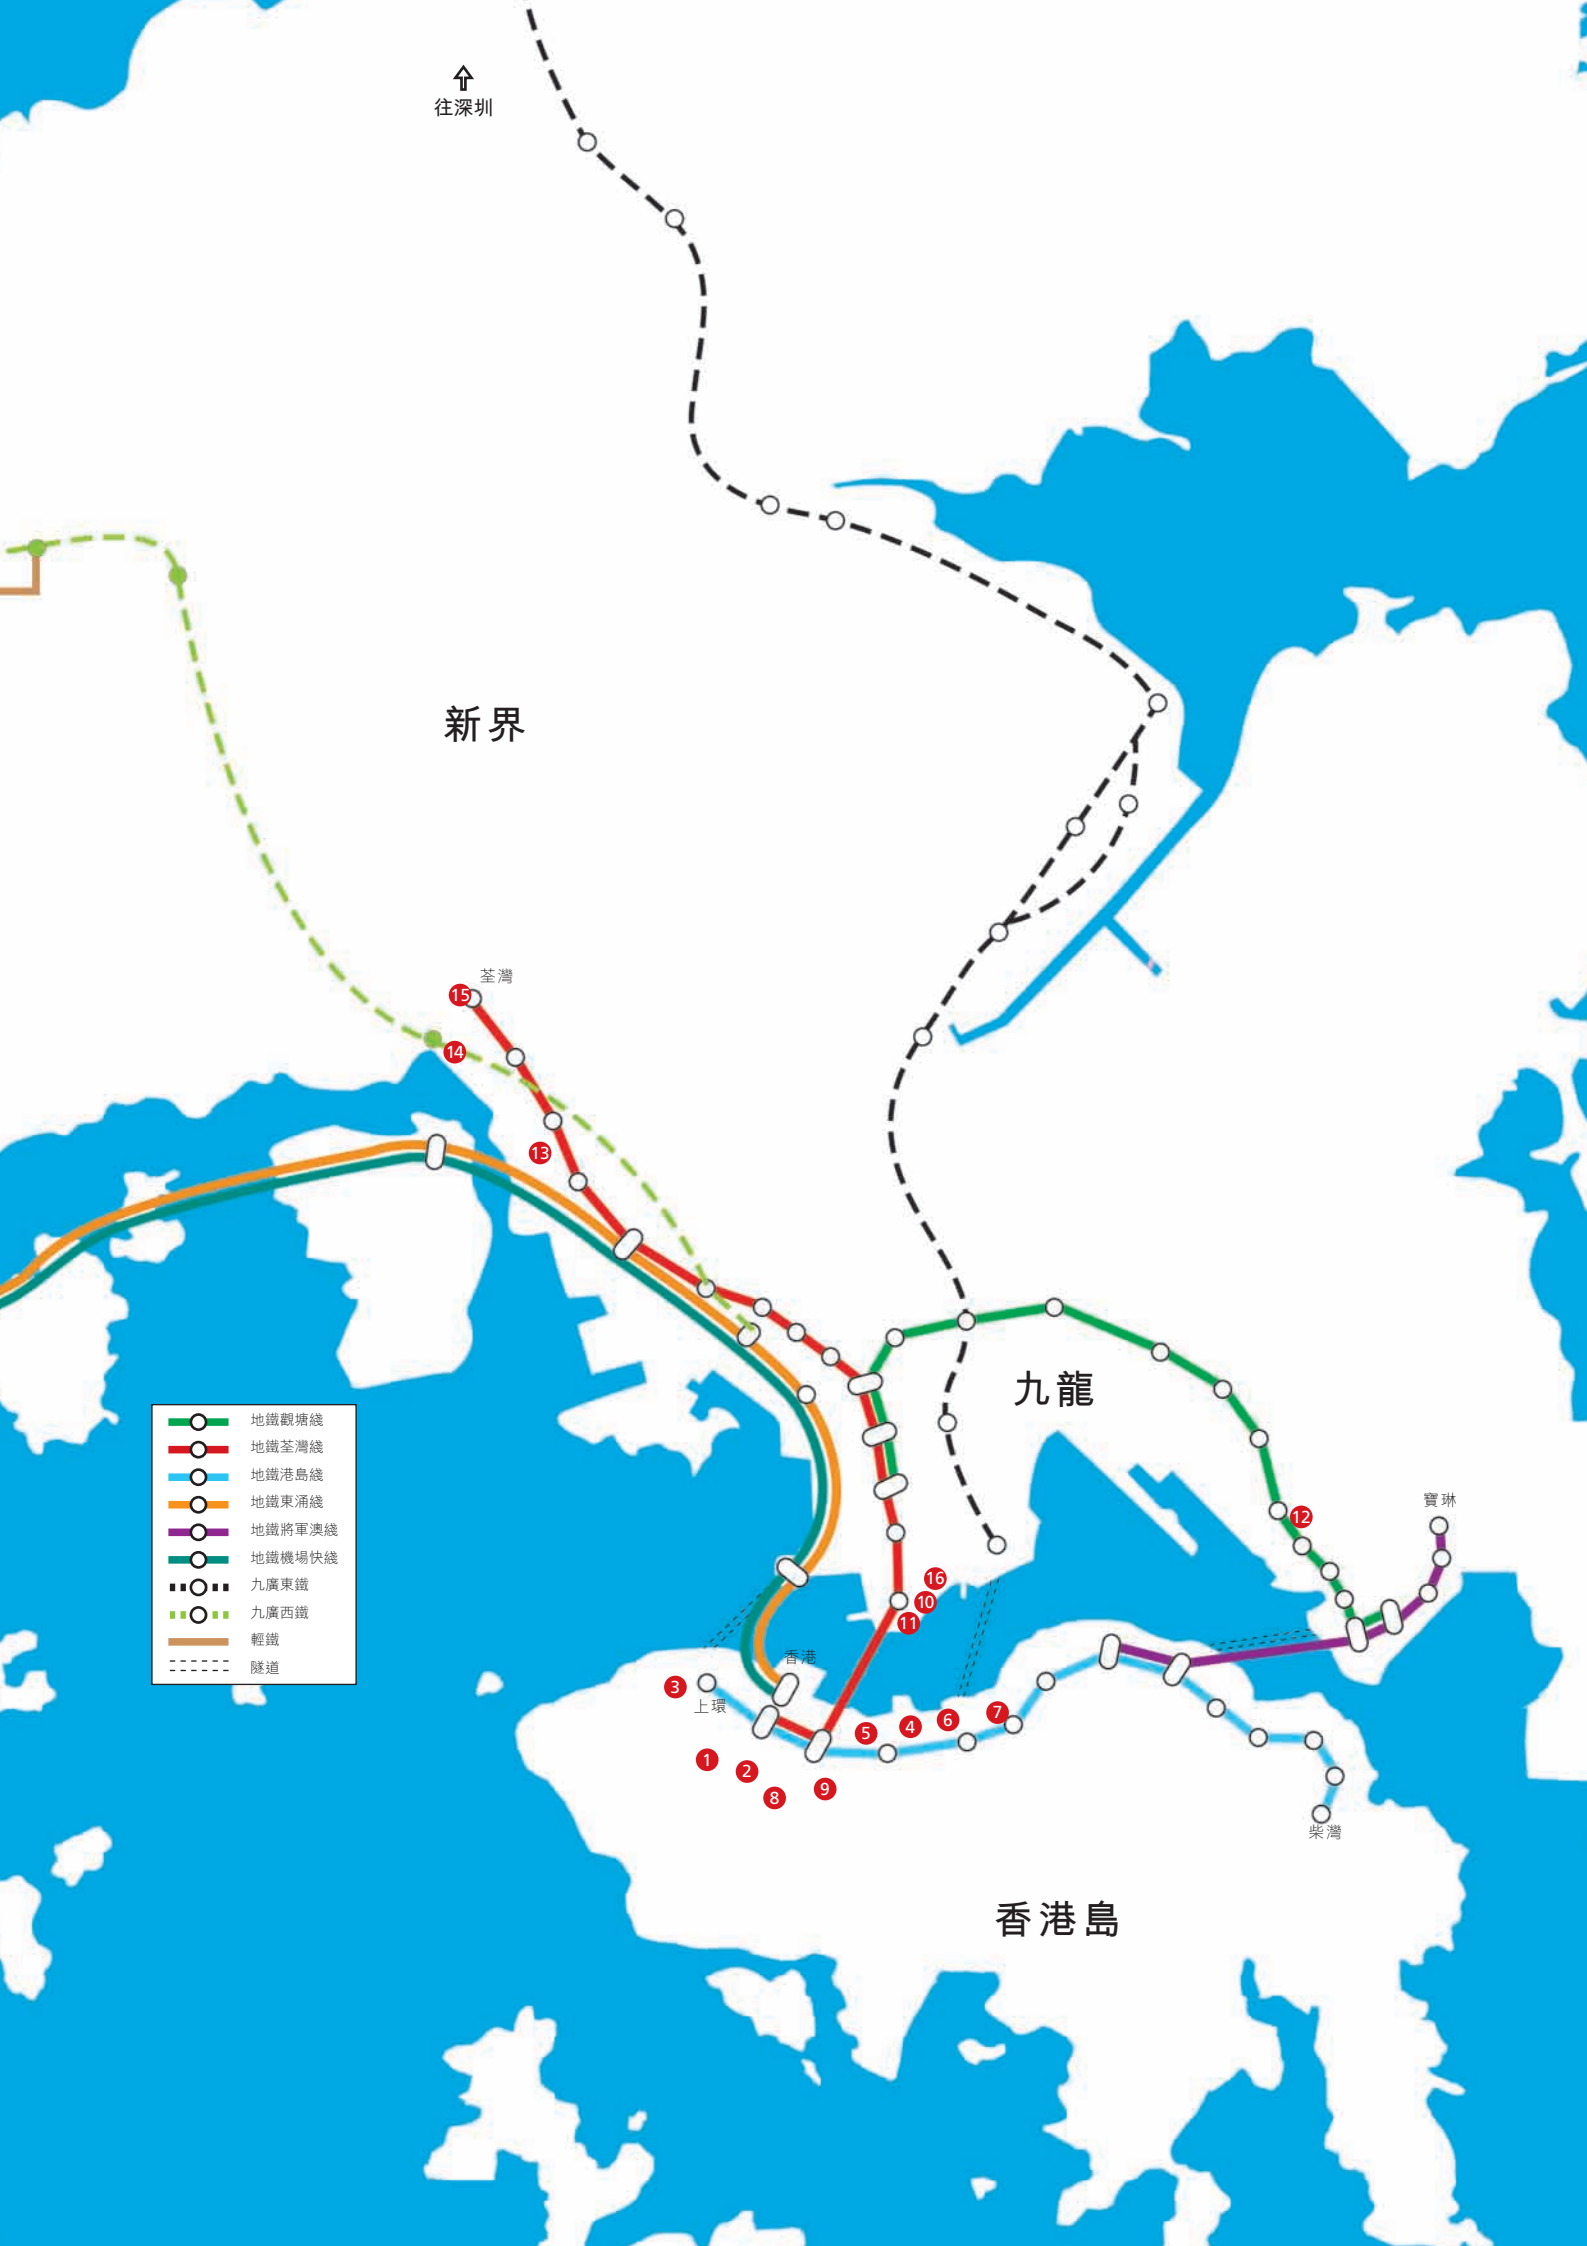 往深圳
新界
荃灣
15
14
13
九龍
地鐵觀塘綫
地鐵荃灣綫
地鐵港島綫
地鐵東涌綫
地鐵將軍澳綫
地鐵機場快綫
九廣東鐵
九廣西鐵
輕鐵
隧道
寶琳
12
16
10
11
香港
3
上環
5
4
6
7
1
2
8
9
柴灣
香港島